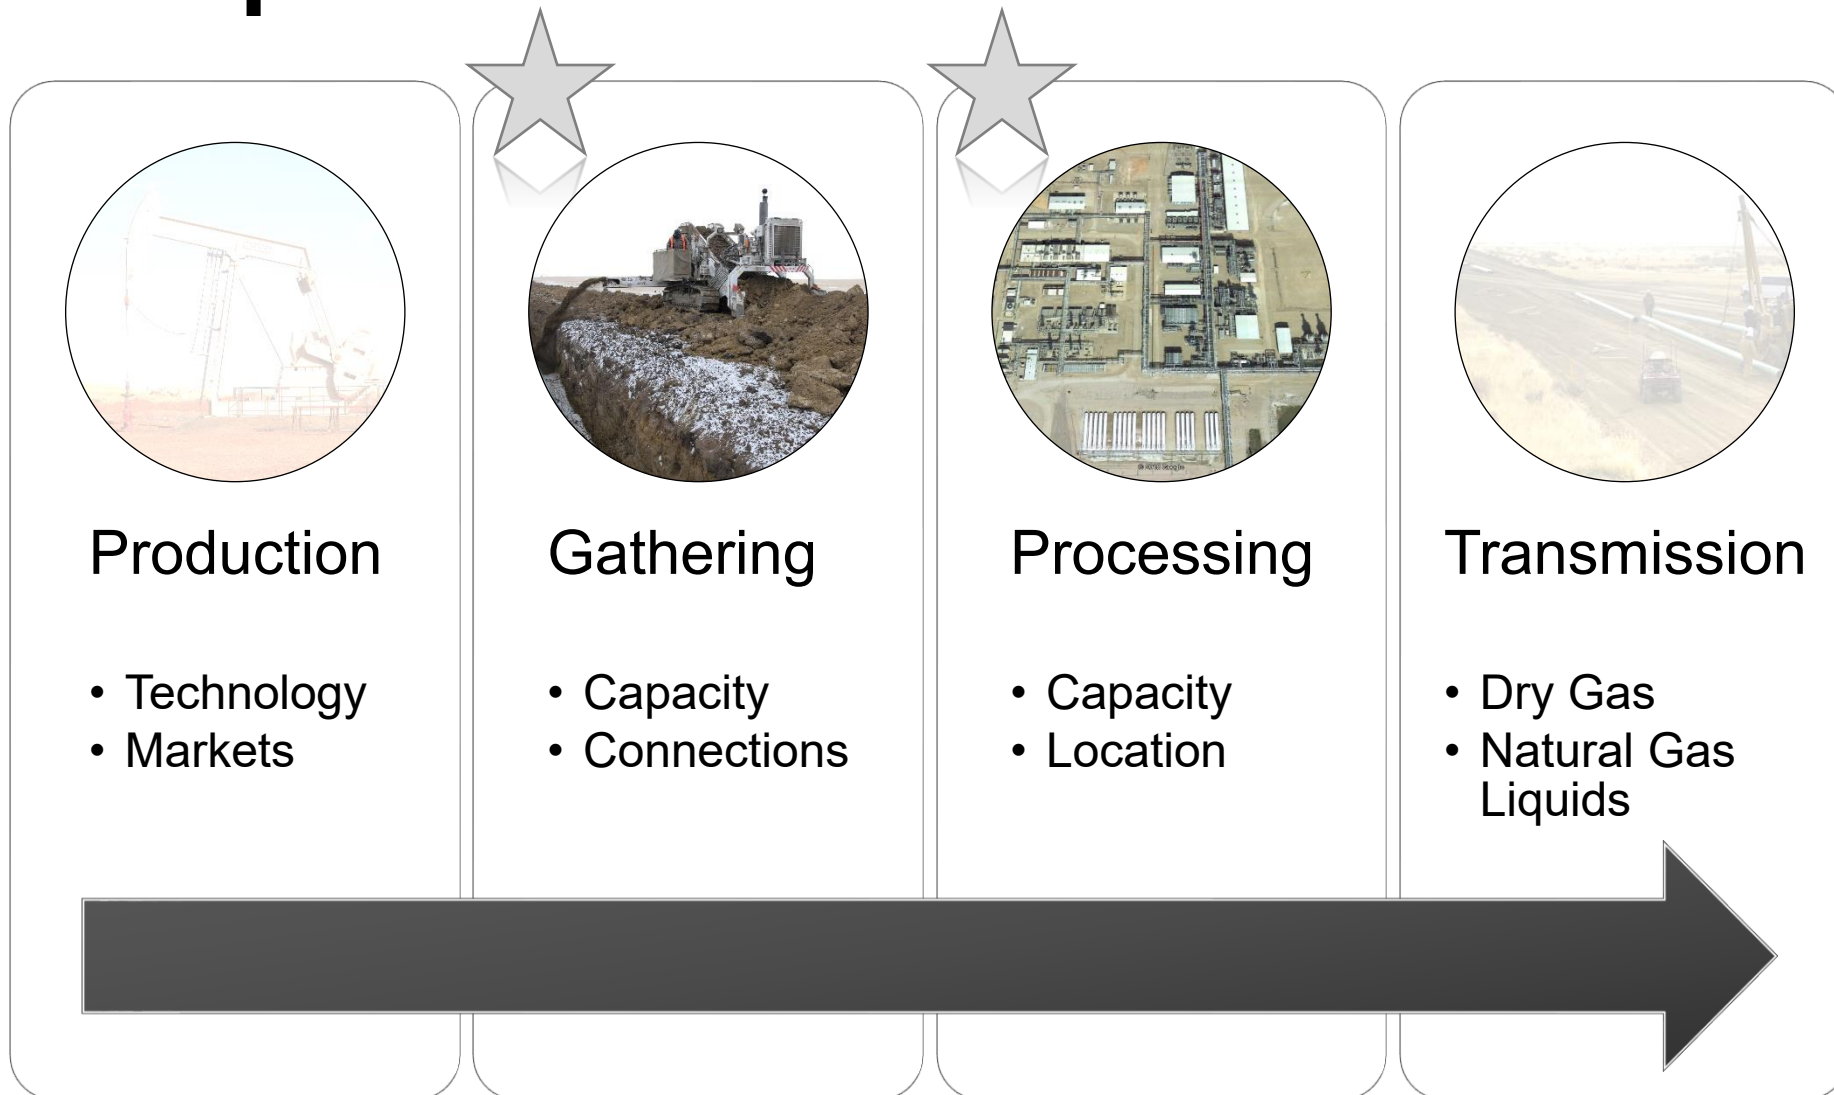 Production
• Technology
• Markets
Gathering
• Capacity
• Connections
Processing
• Capacity
• Location
Transmission
• Dry Gas
• Natural Gas
Liquids